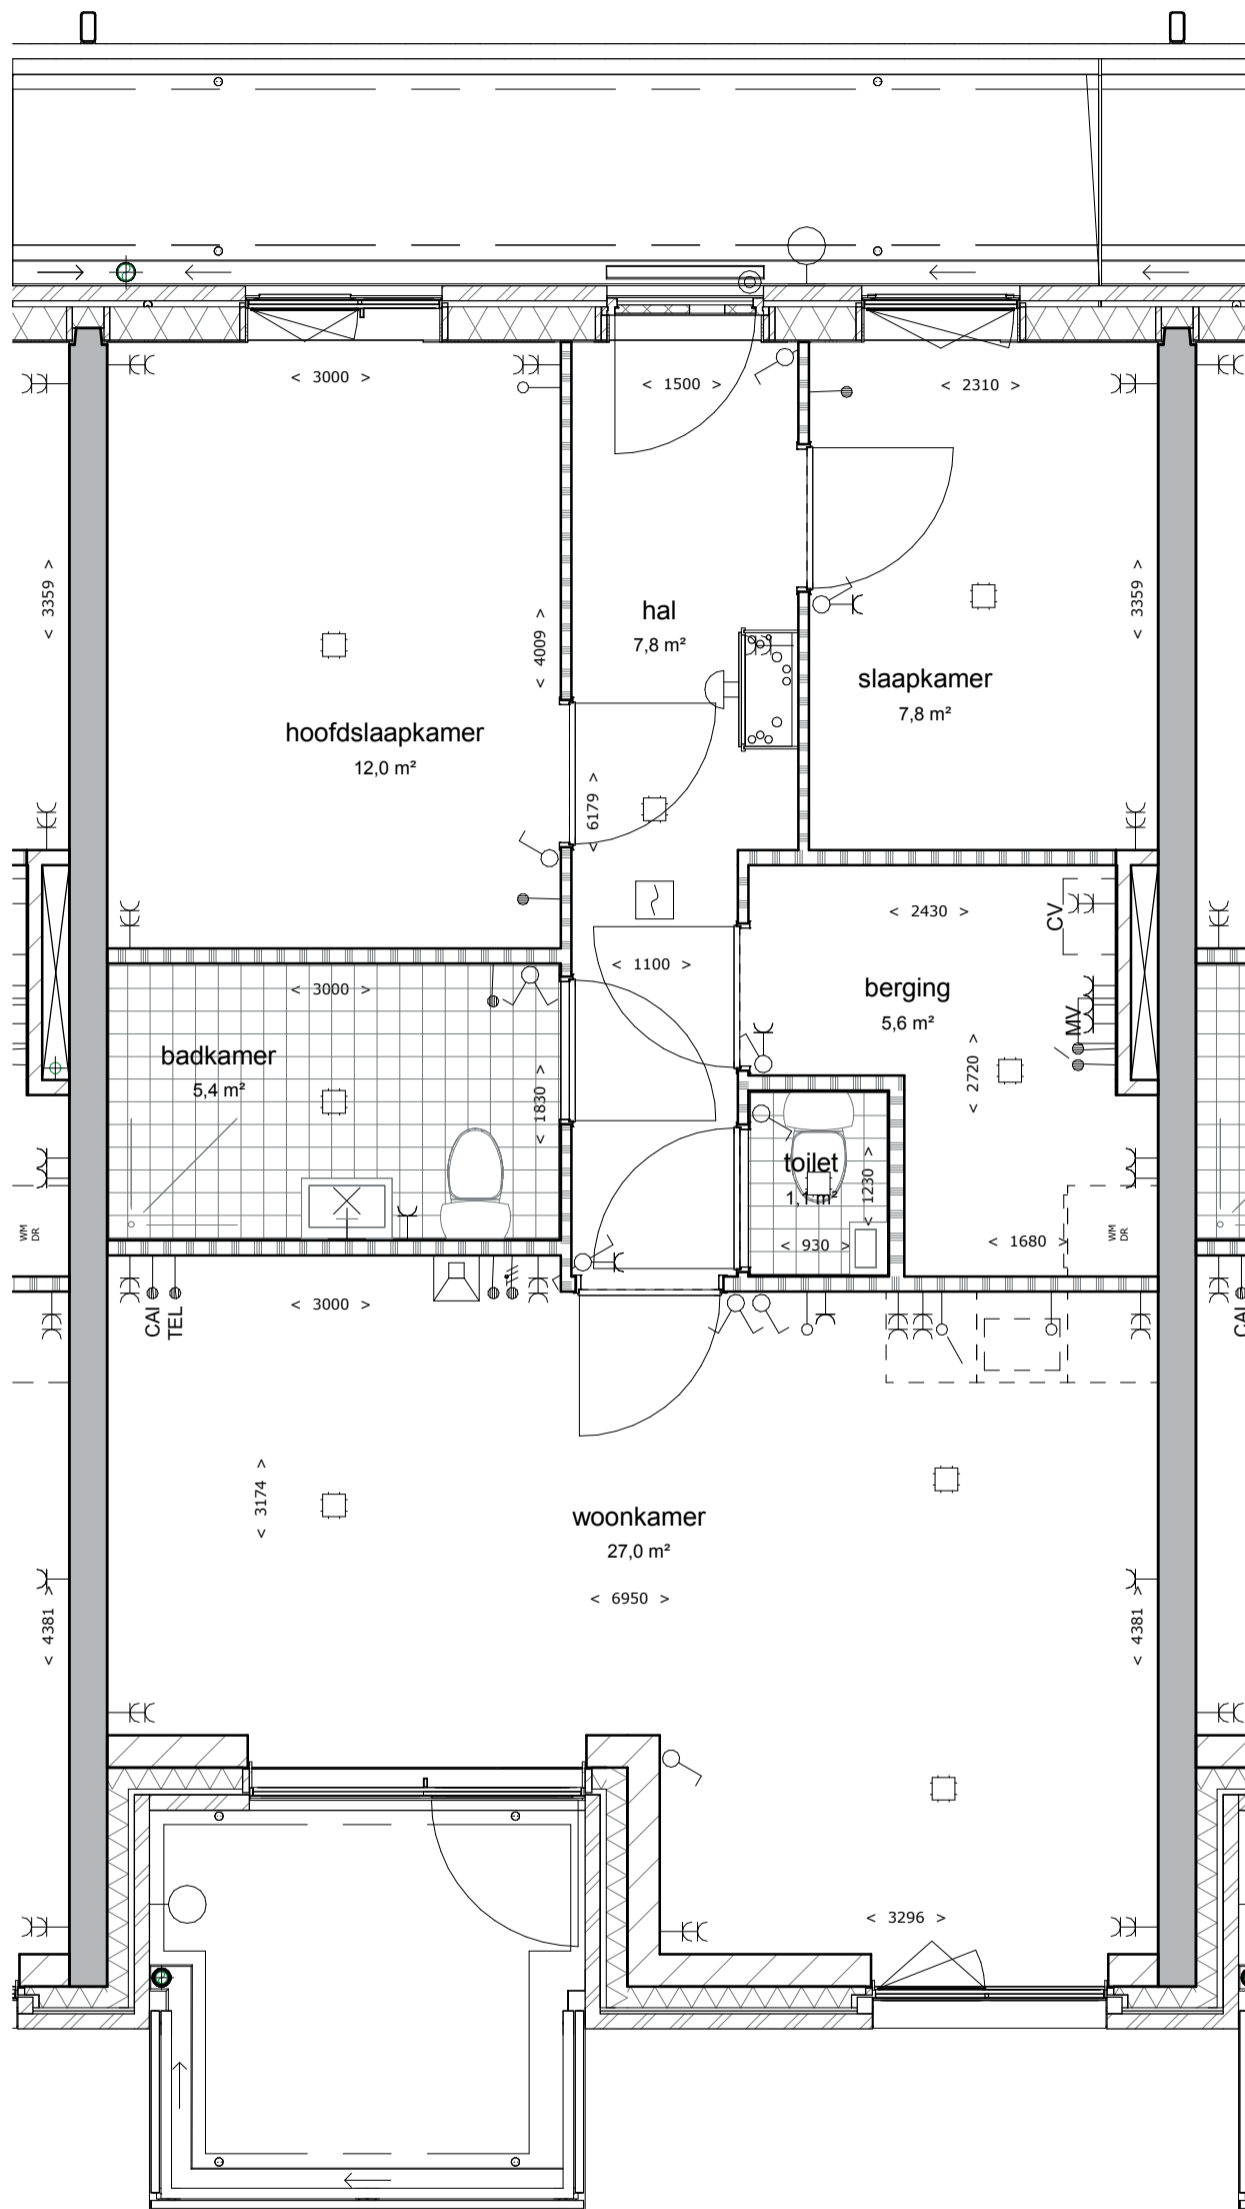 < 3000 >
< 1500 >
< 2310 >
< 3359 >
< 4009 >
< 3359 >
hal
7,8 m²
slaapkamer
7,8 m²
hoofdslaapkamer
12,0 m²
< 6179 >
< 2430 >
CV
< 1100 >
< 3000 >
berging
5,6 m²
MV
badkamer
5,4 m²
< 1830 >
< 2720 >
toilet
1,1 m²
< 1230 >
< 930 >
< 1680 >
WM
DR
WM
DR
CAI
TEL
< 3000 >
CAI
< 3174 >
woonkamer
27,0 m²
< 6950 >
< 4381 >
< 4381 >
< 3296 >